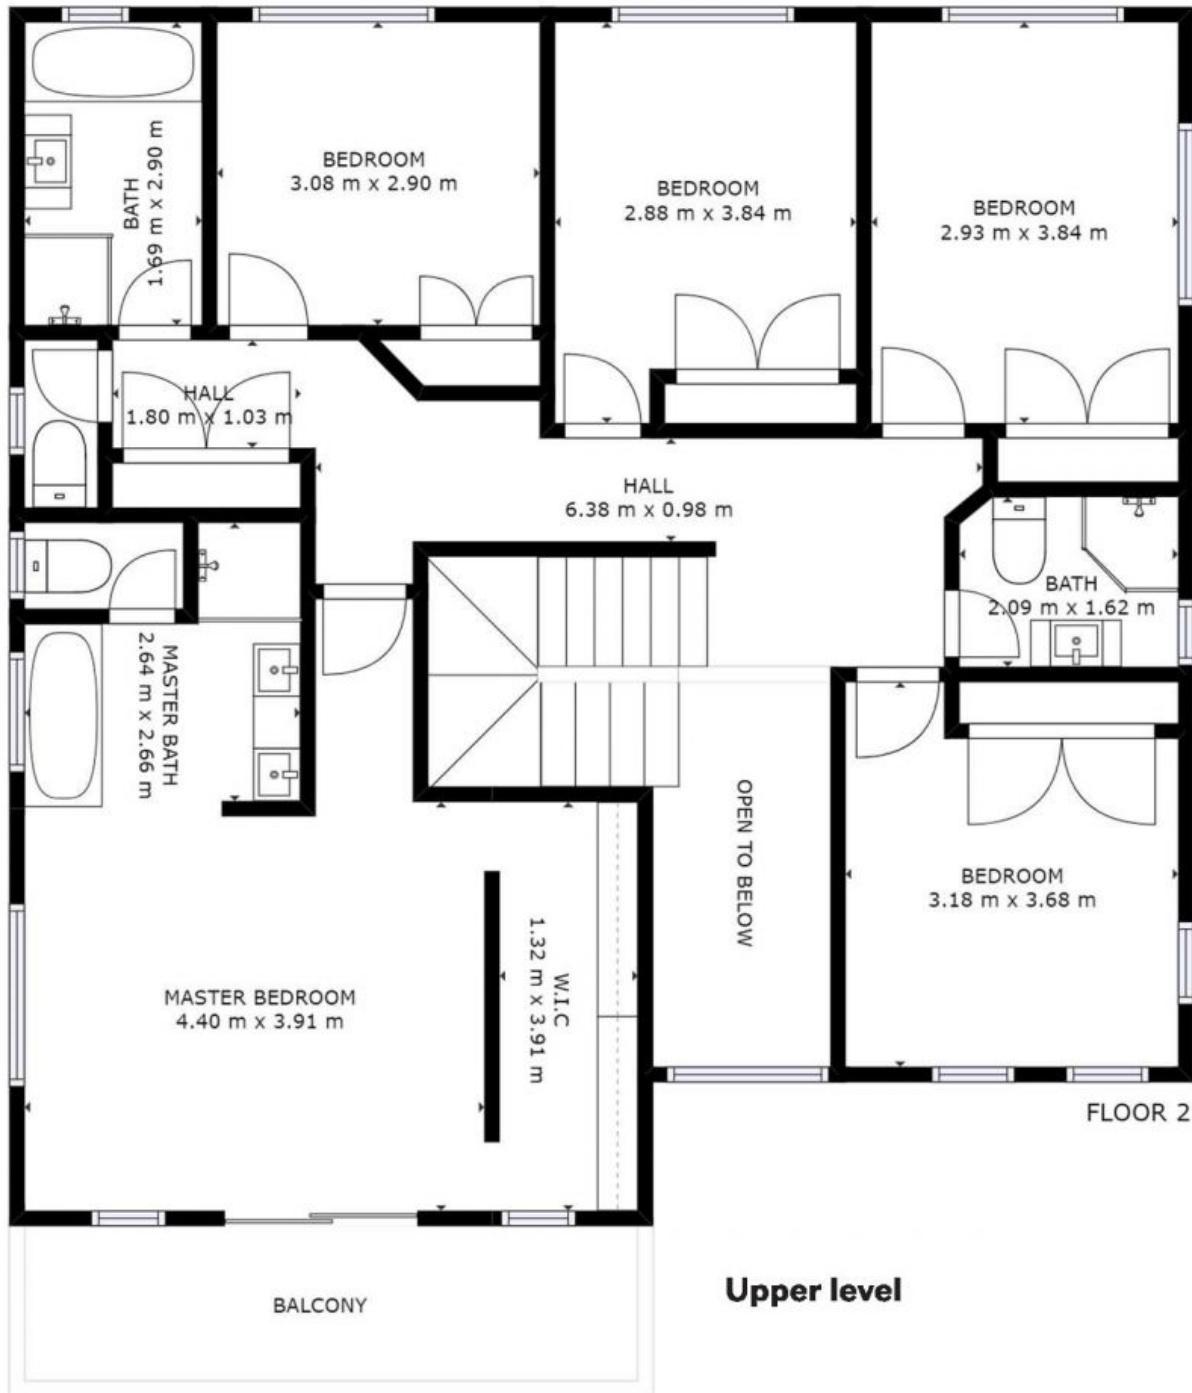 BEDROOM
3.08 m x 2.90 m
BATH
1.69 m x 2.90 m
BEDROOM
2.88 m x 3.84 m
BEDROOM
2.93 m x 3.84 m
HALL
1.80 m x 1.03 m
HALL
6.38 m x 0.98 m
BATH
2.09 m x 1.62 m
MASTER BATH
2.64 m x 2.66 m
OPEN TO BELOW
BEDROOM
3.18 m x 3.68 m
W.I.C
1.32 m x 3.91 m
MASTER BEDROOM
4.40 m x 3.91 m
FLOOR 2
Upper level
BALCONY